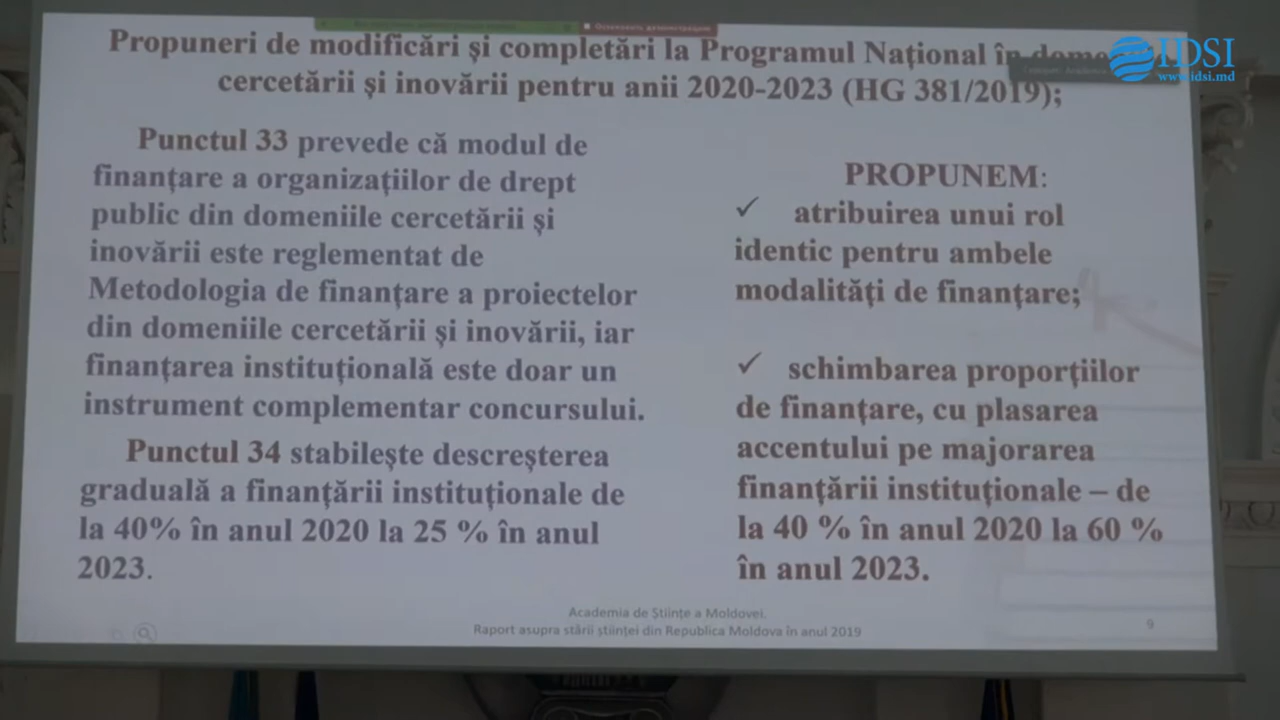 Propuneri de modificări și completări la Programul Național în
cercetării și inovării pentru anii 2020-2023 (HG 381/2019);
IDSI
www.idsi.md
Punctul 33 prevede că modul de
finanțare a organizațiilor de drept
public din domeniile cercetării și
inovării este reglementat de
Metodologia de finanțare a proiectelor
din domeniile cercetării și inovării, iar
finanțarea instituțională este doar un
instrument complementar concursului.
Punctul 34 stabilește descreșterea
graduală a finanțării instituționale de
la 40% în anul 2020 la 25 % în anul
2023.
PROPUNEM:
✓ atribuirea unui rol
identic pentru ambele
modalități de finanțare;
✓ schimbarea proporțiilor
de finanțare, cu plasarea
accentului pe majorarea
finanțării instituționale – de
la 40 % în anul 2020 la 60 %
în anul 2023.
Academia de Științe a Moldovei.
Raport asupra stării științei din Republica Moldova în anul 2019
9